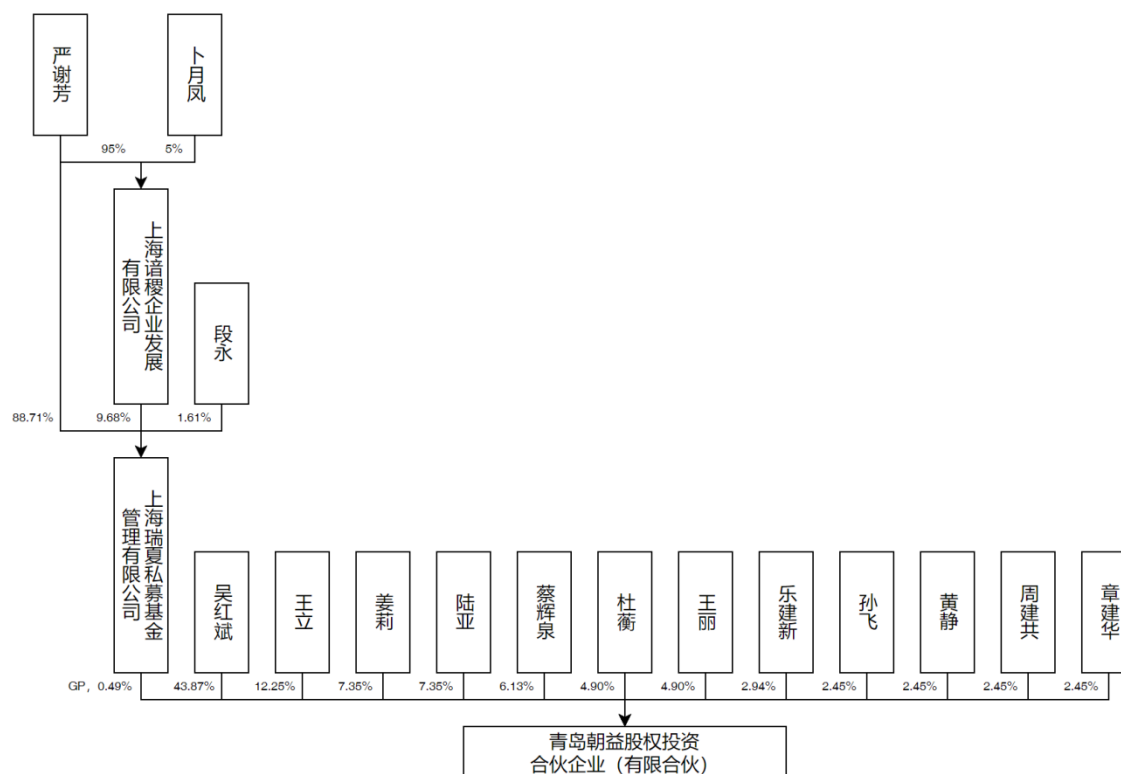 严谢芳
卜月凤
95%
5%
上海谙稷企业发展
有限公司
段永
88.71%
9.68%
1.61%
上海瑞夏私募基金
管理有限公司
吴红斌
王立
姜莉
陆亚
蔡辉泉
杜蘅
王丽
乐建新
孙飞
黄静
周建共
章建华
GP，0.49%
43.87%
12.25%
7.35%
7.35%
6.13%
4.90%
4.90%
2.94%
2.45%
2.45%
2.45%
2.45%
青岛朝益股权投资
合伙企业（有限合伙）